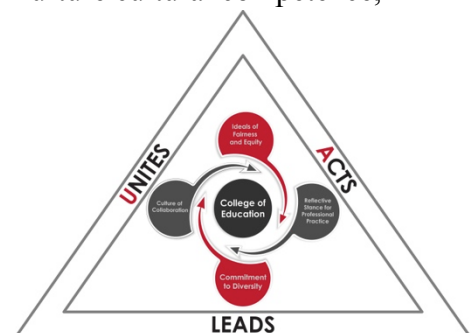 Ideals of
Fairness
and Equity
UNITES
ACTS
Culture of
Collaboration
College of
Education
Reflective
Stance for
Professional
Practice
Commitment
to Diversity
LEADS